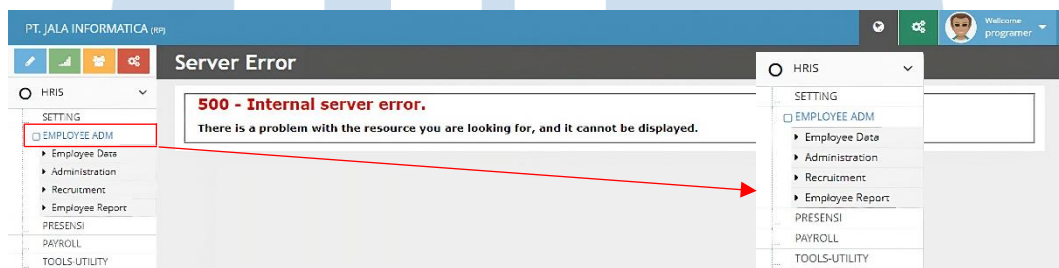 PT. JALA INFORMATICA (RPJ)
Welcome
programer
Server Error
HRIS
SETTING
EMPLOYEE ADM
Employee Data
Administration
Recruitment
Employee Report
PRESENSI
PAYROLL
TOOLS-UTILITY
500 - Internal server error.
There is a problem with the resource you are looking for, and it cannot be displayed.
HRIS
SETTING
EMPLOYEE ADM
Employee Data
Administration
Recruitment
Employee Report
PRESENSI
PAYROLL
TOOLS-UTILITY